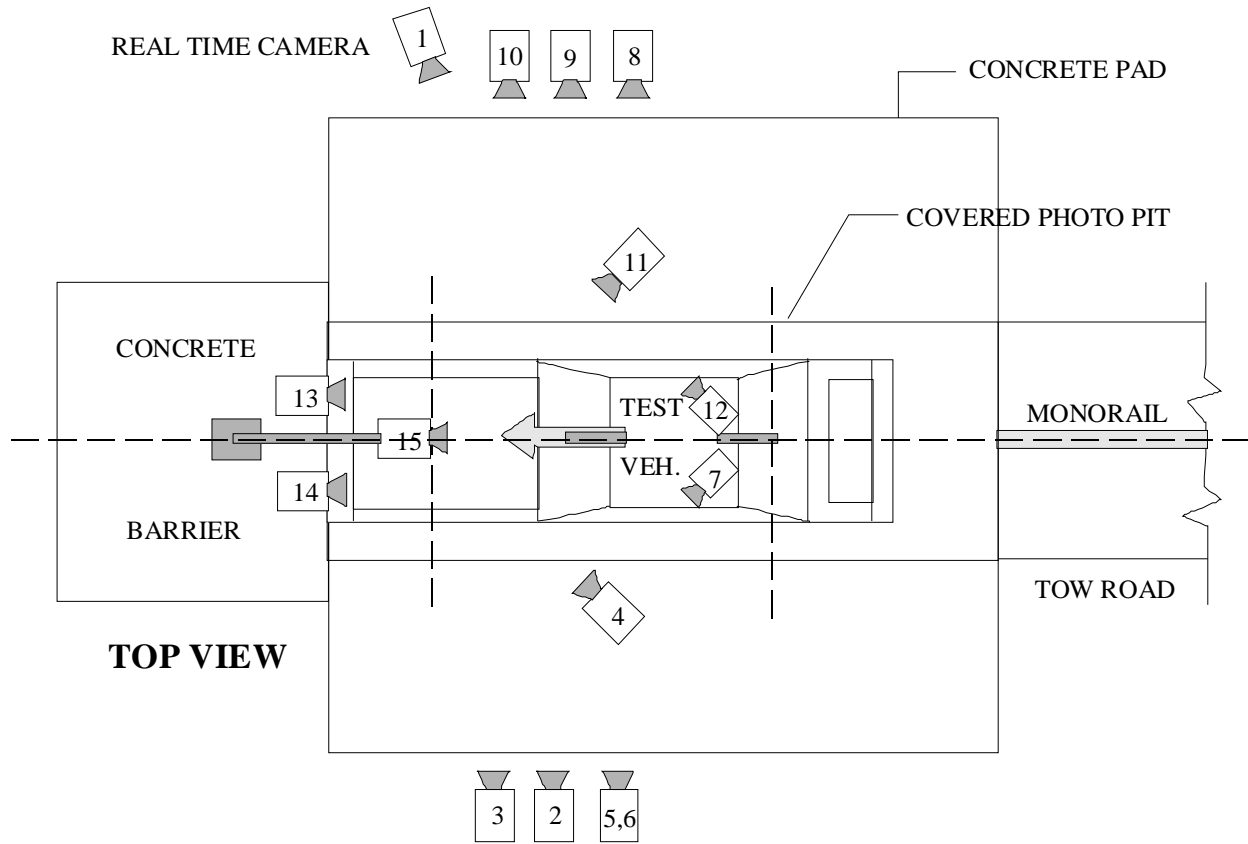 REAL TIME CAMERA
1
10
9
8
CONCRETE PAD
COVERED PHOTO PIT
11
CONCRETE
13
TEST
12
MONORAIL
15
VEH.
7
14
BARRIER
TOW ROAD
4
TOP VIEW
3
2
5,6